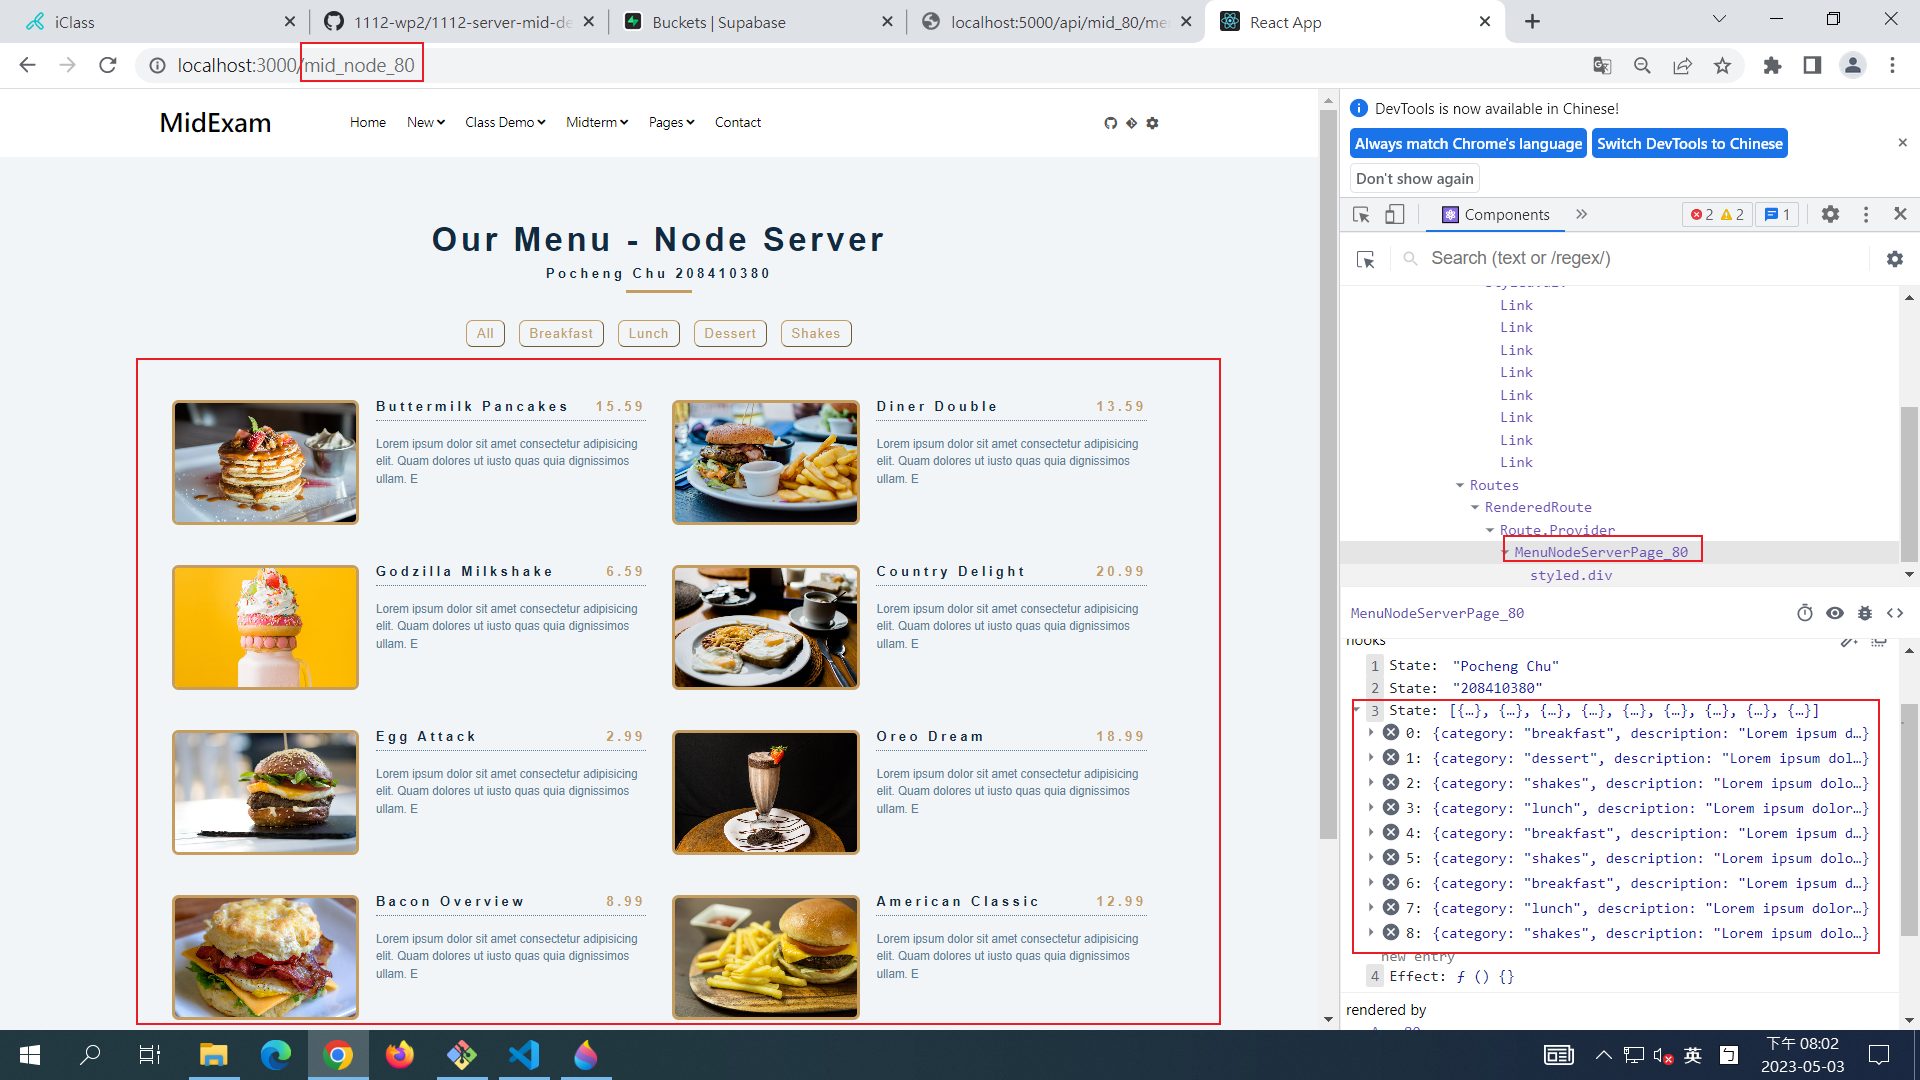 iClass
1112-wp2/1112-server-mid-de
Buckets | Supabase
localhost:5000/api/mid_80/me
React App
localhost:3000/mid_node_80
MidExam
Home
New
Class Demo
Midterm
Pages
Contact
Our Menu - Node Server
Pocheng Chu 208410380
All
Breakfast
Lunch
Dessert
Shakes
Buttermilk Pancakes 15.59
Lorem ipsum dolor sit amet consectetur adipisicing
elit. Quam dolores ut iusto quas quia dignissimos
ullam. E
Diner Double 13.59
Lorem ipsum dolor sit amet consectetur adipisicing
elit. Quam dolores ut iusto quas quia dignissimos
ullam. E
Godzilla Milkshake 6.59
Lorem ipsum dolor sit amet consectetur adipisicing
elit. Quam dolores ut iusto quas quia dignissimos
ullam. E
Country Delight 20.99
Lorem ipsum dolor sit amet consectetur adipisicing
elit. Quam dolores ut iusto quas quia dignissimos
ullam. E
Egg Attack 2.99
Lorem ipsum dolor sit amet consectetur adipisicing
elit. Quam dolores ut iusto quas quia dignissimos
ullam. E
Oreo Dream 18.99
Lorem ipsum dolor sit amet consectetur adipisicing
elit. Quam dolores ut iusto quas quia dignissimos
ullam. E
Bacon Overview 8.99
Lorem ipsum dolor sit amet consectetur adipisicing
elit. Quam dolores ut iusto quas quia dignissimos
ullam. E
American Classic 12.99
Lorem ipsum dolor sit amet consectetur adipisicing
elit. Quam dolores ut iusto quas quia dignissimos
ullam. E
DevTools is now available in Chinese!
Always match Chrome's language
Switch DevTools to Chinese
Don't show again
Components
2
2
1
Search (text or /regex/)
Link
Link
Link
Link
Link
Link
Link
Link
Routes
RenderedRoute
Route.Provider
MenuNodeServerPage_80
styled.div
MenuNodeServerPage_80
hooks
1 State: "Pocheng Chu"
2 State: "208410380"
3 State: [{…}, {…}, {…}, {…}, {…}, {…}, {…}, {…}, {…}]
0: {category: "breakfast", description: "Lorem ipsum d…}
1: {category: "dessert", description: "Lorem ipsum dol…}
2: {category: "shakes", description: "Lorem ipsum dolo…}
3: {category: "lunch", description: "Lorem ipsum dolor…}
4: {category: "breakfast", description: "Lorem ipsum d…}
5: {category: "shakes", description: "Lorem ipsum dolo…}
6: {category: "breakfast", description: "Lorem ipsum d…}
7: {category: "lunch", description: "Lorem ipsum dolor…}
8: {category: "shakes", description: "Lorem ipsum dolo…}
new entry
4 Effect: ƒ () {}
rendered by
英
ㄅ
下午 08:02
2023-05-03